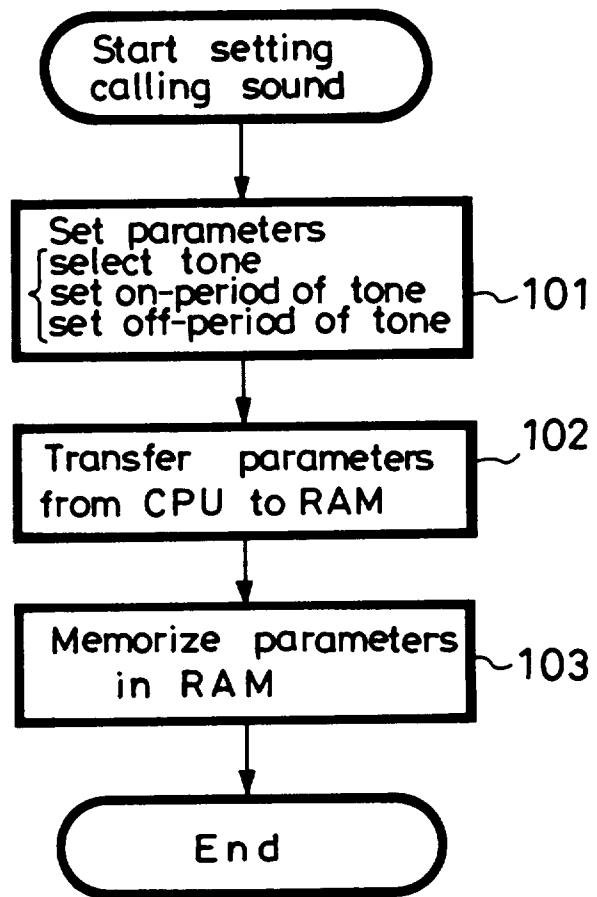 Start setting
calling sound
Set parameters
select tone
set on-period of tone
set off-period of tone
101
Transfer parameters
from CPU to RAM
102
Memorize parameters
in RAM
103
End